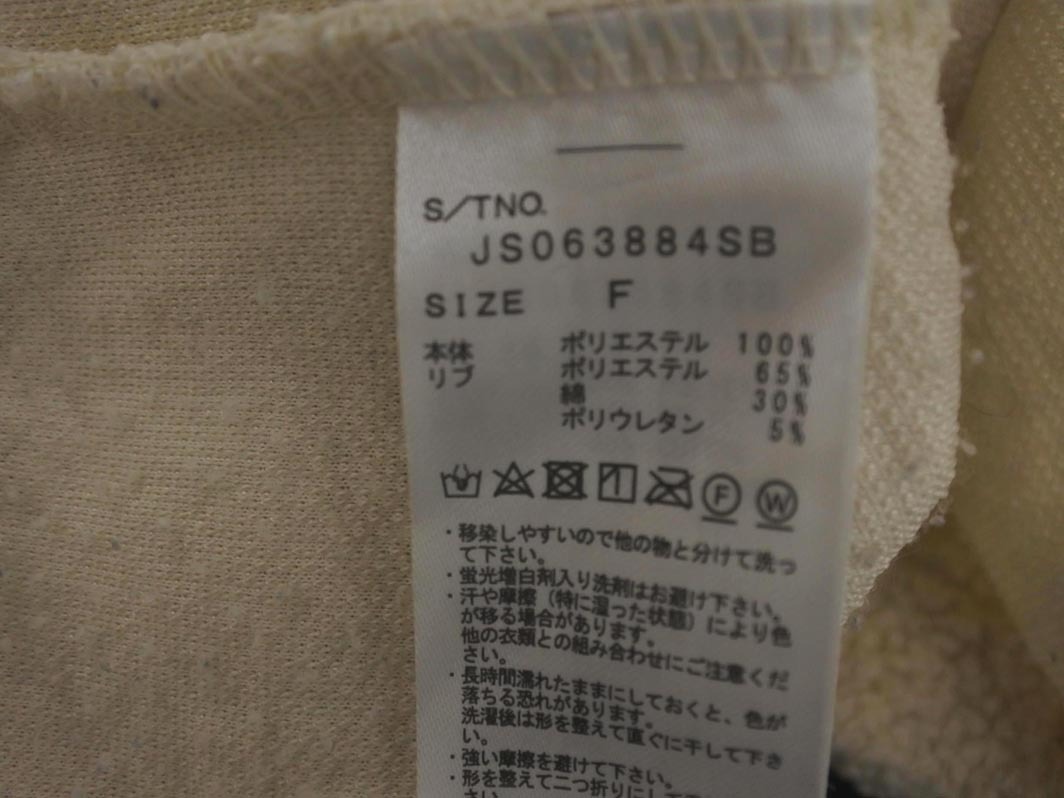 S/TNO.
JS063884SB
SIZE F
本体 ポリエステル 100%
リブ ポリエステル 65%
綿 30%
ポリウレタン 5%
F W
・移染しやすいので他の物と分けて洗っ
て下さい。
・蛍光増白剤入り洗剤はお避け下さい。
・汗や摩擦(特に湿った状態)により色
が移る場合があります。
他の衣類との組み合わせにご注意くだ
さい。
・長時間濡れたままにしておくと、色が
落ちる恐れがあります。
洗濯後は形を整えて直ぐに干して下さ
い。
・強い摩擦を避けて下さい。
・形を整えて二つ折りにして
さい